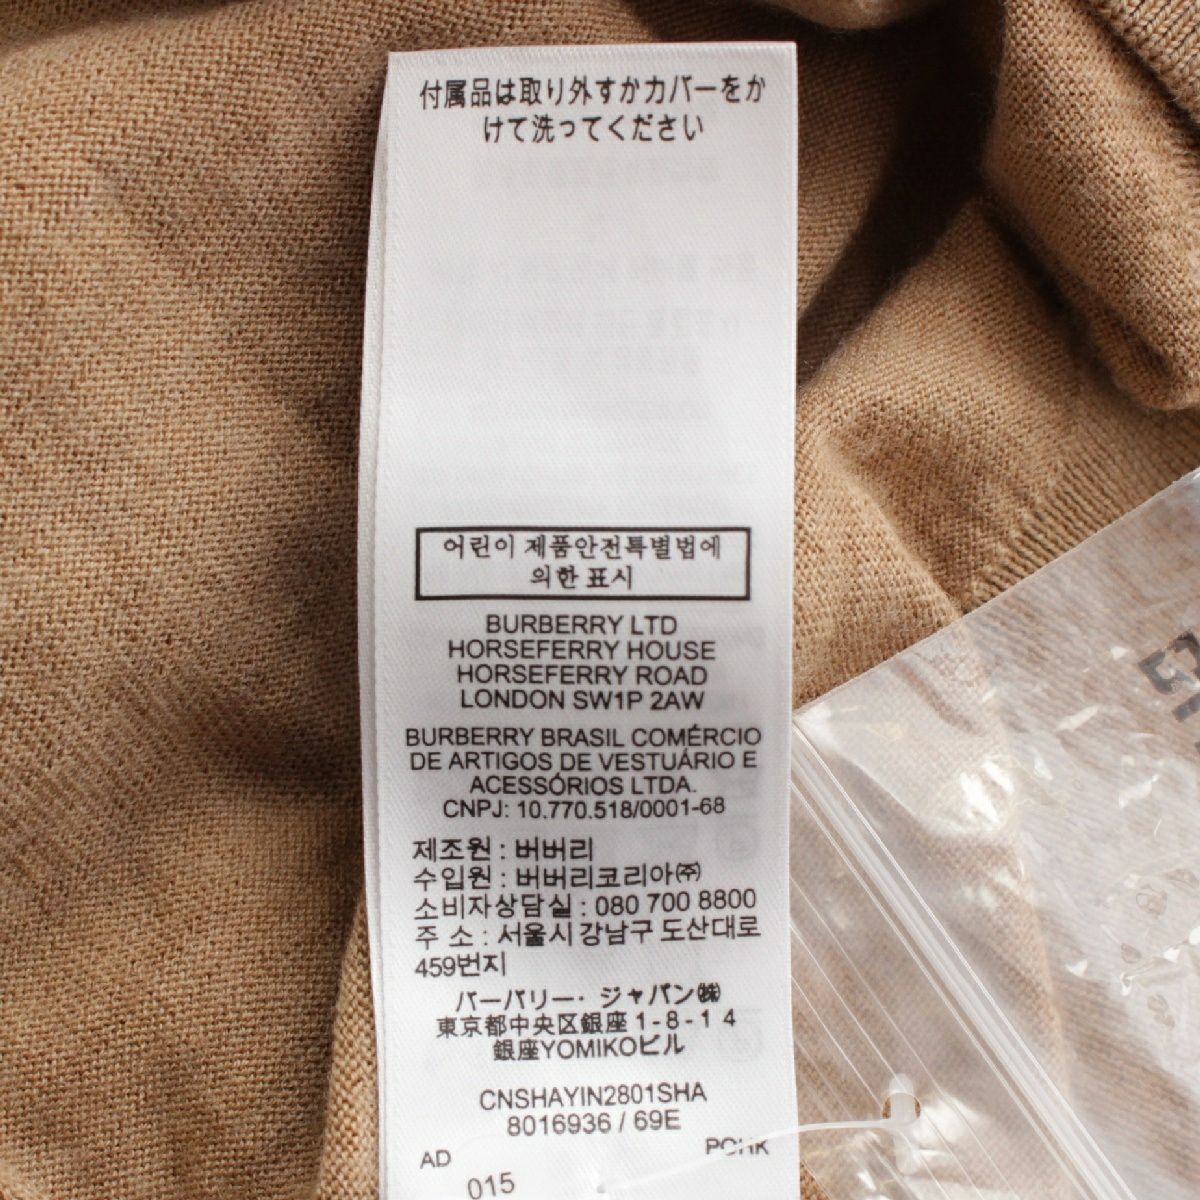 付属品は取り外すかカバーをか
けて洗ってください
어린이 제품안전특별법에
의한 표시
BURBERRY LTD
HORSEFERRY HOUSE
HORSEFERRY ROAD
LONDON SW1P 2AW
BURBERRY BRASIL COMÉRCIO
DE ARTIGOS DE VESTUÁRIO E
ACESSÓRIOS LTDA.
CNPJ: 10.770.518/0001-68
제조원 : 버버리
수입원 : 버버리코리아㈜
소비자상담실 : 080 700 8800
주 소 : 서울시 강남구 도산대로
459번지
バーバリー・ジャパン㈱
東京都中央区銀座 1-8-14
銀座YOMIKOビル
CNSHAYIN2801SHA
8016936 / 69E
AD
015